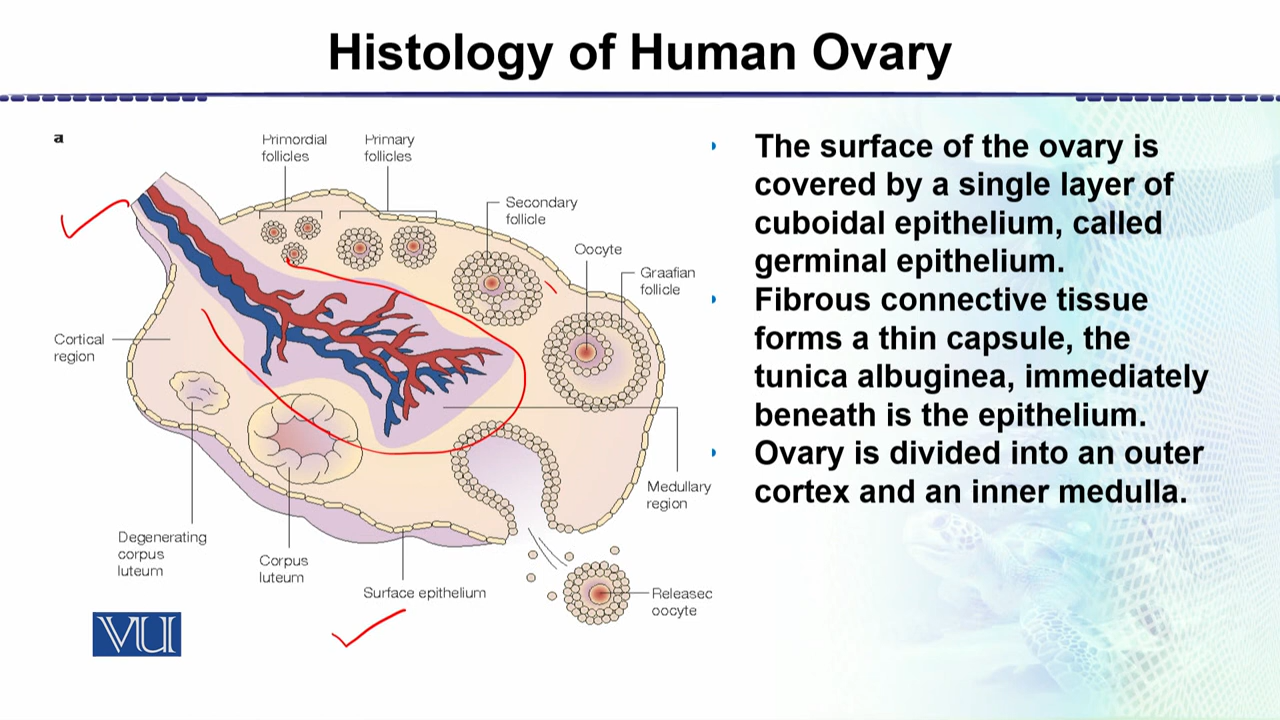 Histology of Human Ovary
a
Primordial
follicles
Primary
follicles
Secondary
follicle
Oocyte
Graafian
follicle
Cortical
region
Medullary
region
Degenerating
corpus
luteum
Corpus
luteum
Surface epithelium
Releasec
oocyte
VU
The surface of the ovary is
covered by a single layer of
cuboidal epithelium, called
germinal epithelium.
Fibrous connective tissue
forms a thin capsule, the
tunica albuginea, immediately
beneath is the epithelium.
Ovary is divided into an outer
cortex and an inner medulla.